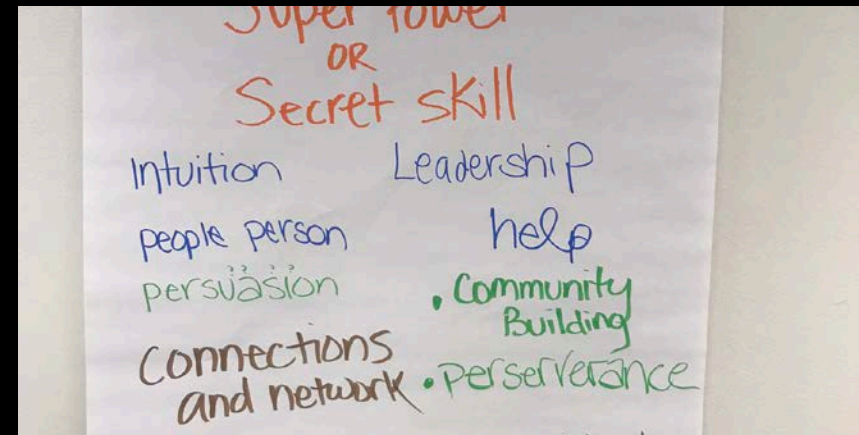 Super Power
OR
Secret skill
Intuition
Leadership
people person
help
persuasion
• Community
Building
Connections
and network
• perserverance